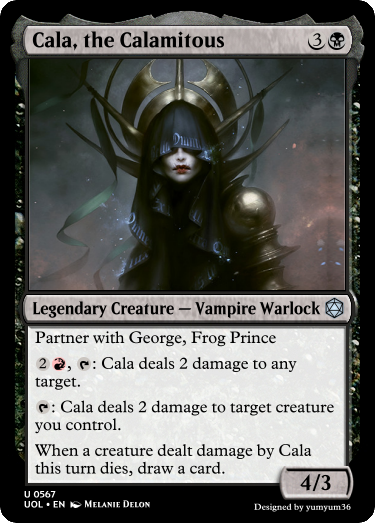 Cala, the Calamitous 3
Legendary Creature — Vampire Warlock
Partner with George, Frog Prince
2 , : Cala deals 2 damage to any
target.
: Cala deals 2 damage to target creature
you control.
When a creature dealt damage by Cala
this turn dies, draw a card.
4/3
U 0567
UOL • EN Melanie Delon
Designed by yumyum36